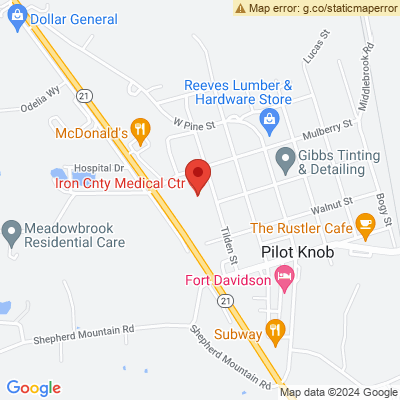 Map error: g.co/staticmaperror
Dollar General
Lucas St
Middlebrook Rd
Odelia Wy
21
Reeves Lumber &
Hardware Store
W Pine St
McDonald's
Mulberry St
Gibbs Tinting
& Detailing
Hospital Dr
Iron Cnty Medical Ctr
Walnut St
Bogy St
Meadowbrook
Residential Care
Tilden St
The Rustler Cafe
Pilot Knob
Fort Davidson
21
Shepherd Mountain Rd
Subway
Shepherd Mountain Rd
Google
Map data ©2024 Google